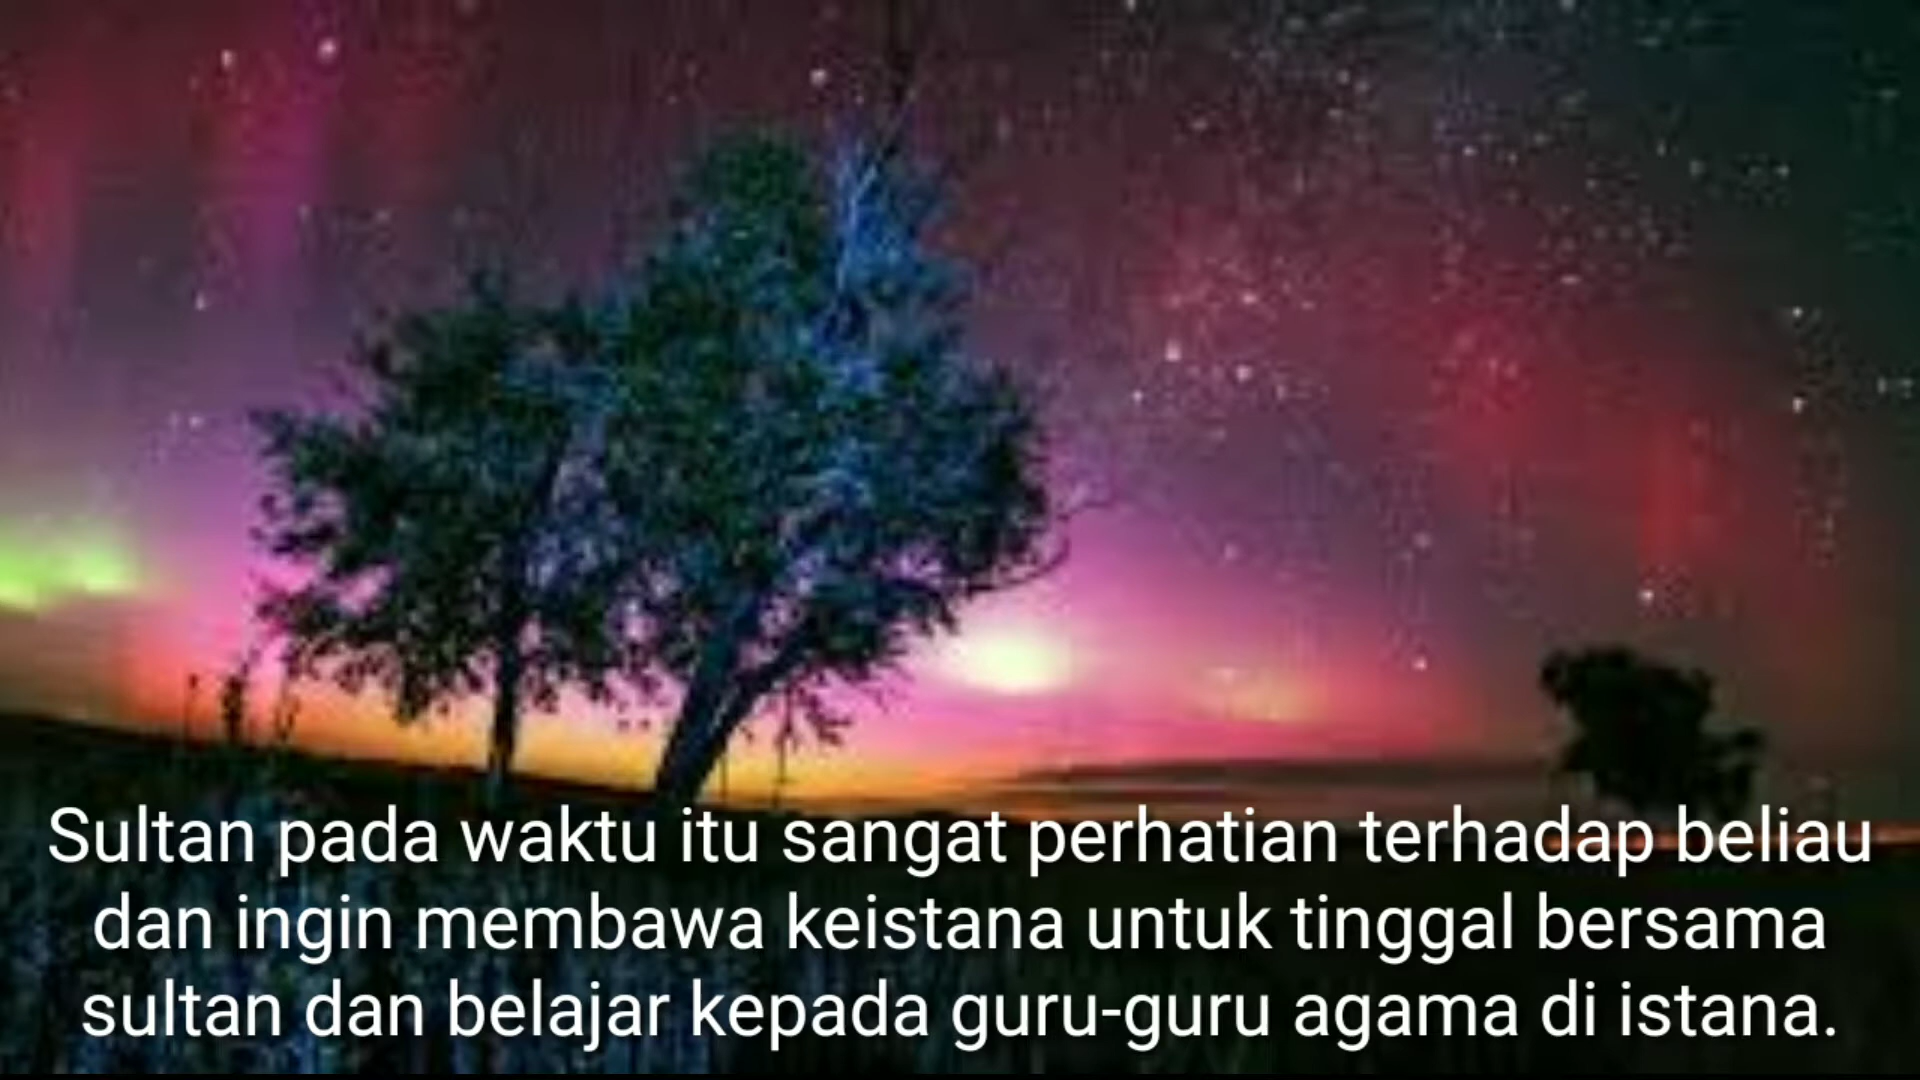 Sultan pada waktu itu sangat perhatian terhadap beliau
dan ingin membawa keistana untuk tinggal bersama
sultan dan belajar kepada guru-guru agama di istana.